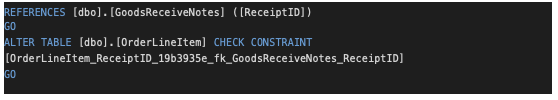 REFERENCES [dbo].[GoodsReceiveNotes] ([ReceiptID])
GO
ALTER TABLE [dbo].[OrderLineItem] CHECK CONSTRAINT
[OrderLineItem_ReceiptID_19b3935e_fk_GoodsReceiveNotes_ReceiptID]
GO